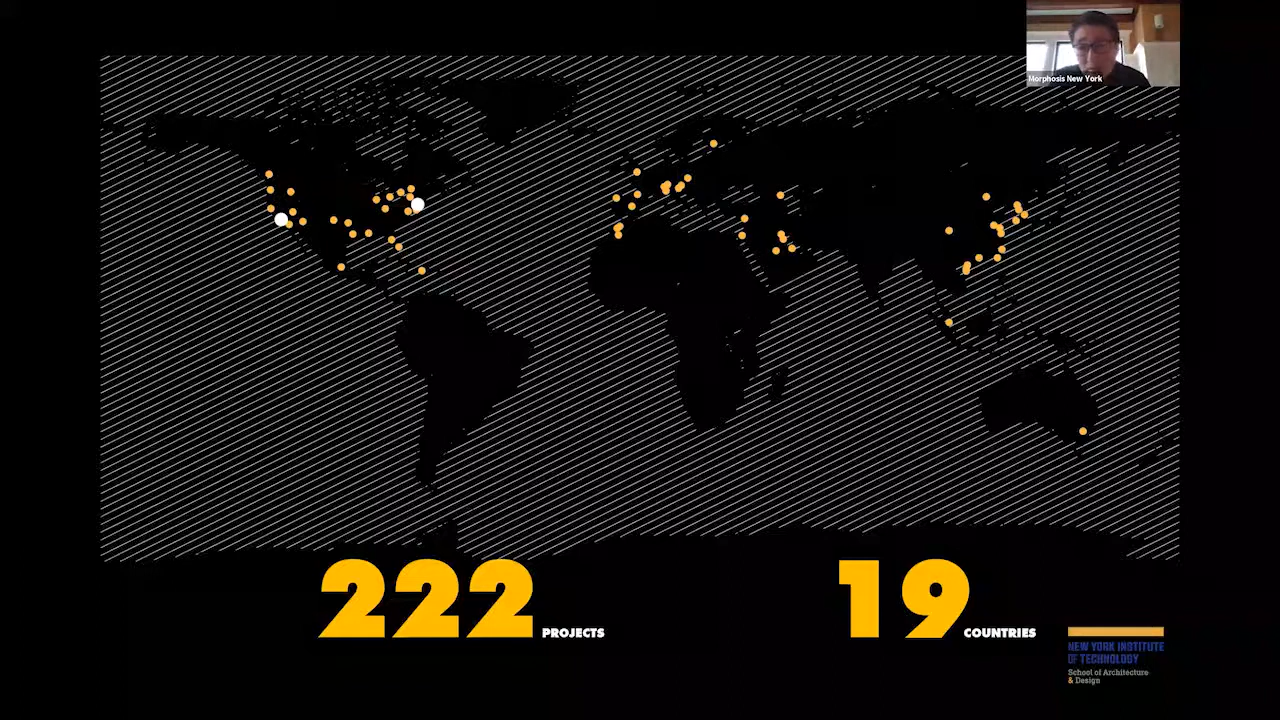 Morphosis New York
222 PROJECTS
19 COUNTRIES
NEW YORK INSTITUTE
OF TECHNOLOGY
School of Architecture
& Design